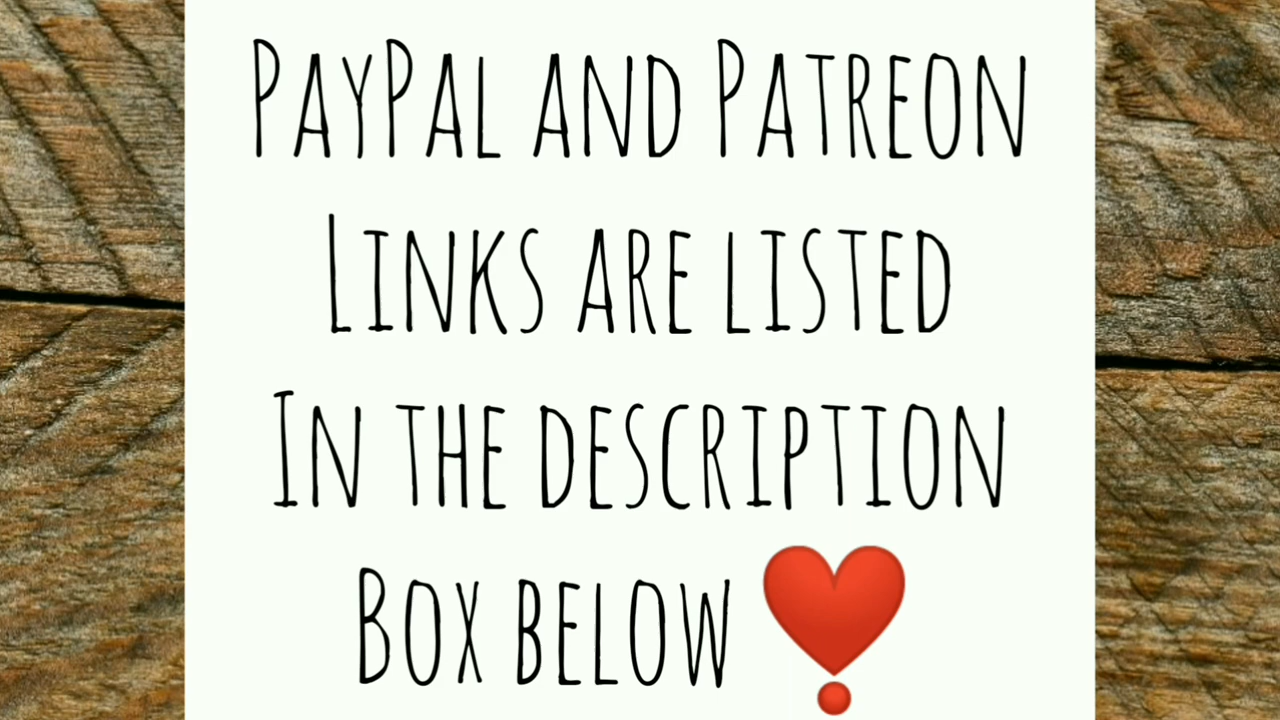 PayPal and Patreon
Links are listed
In the description
Box below ❣